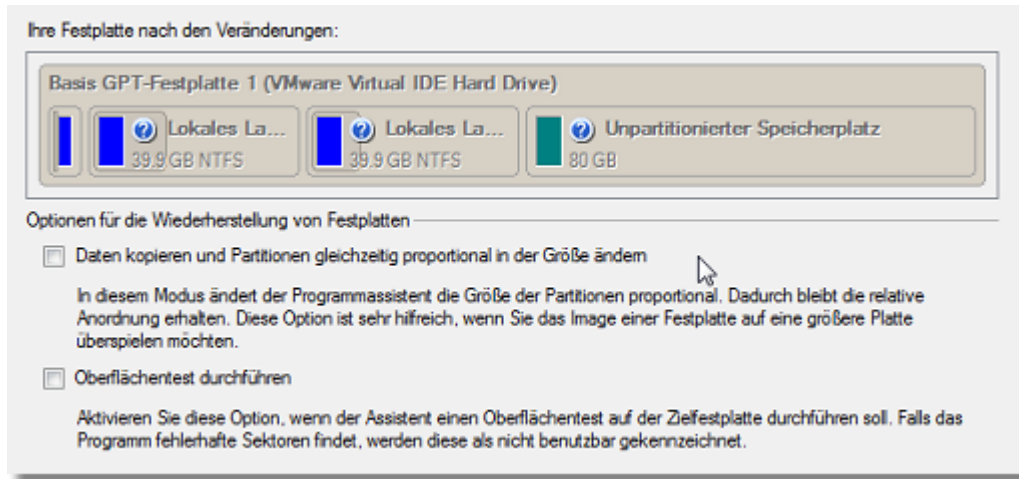 Ihre Festplatte nach den Veränderungen:
Basis GPT-Festplatte 1 (VMware Virtual IDE Hard Drive)
Lokales La...
39.9 GB NTFS
Lokales La...
39.9 GB NTFS
Unpartitionierter Speicherplatz
80 GB
Optionen für die Wiederherstellung von Festplatten
Daten kopieren und Partitionen gleichzeitig proportional in der Größe ändern
In diesem Modus ändert der Programmassistent die Größe der Partitionen proportional. Dadurch bleibt die relative
Anordnung erhalten. Diese Option ist sehr hilfreich, wenn Sie das Image einer Festplatte auf eine größere Platte
überspielen möchten.
Oberflächentest durchführen
Aktivieren Sie diese Option, wenn der Assistent einen Oberflächentest auf der Zielfestplatte durchführen soll. Falls das
Programm fehlerhafte Sektoren findet, werden diese als nicht benutzbar gekennzeichnet.